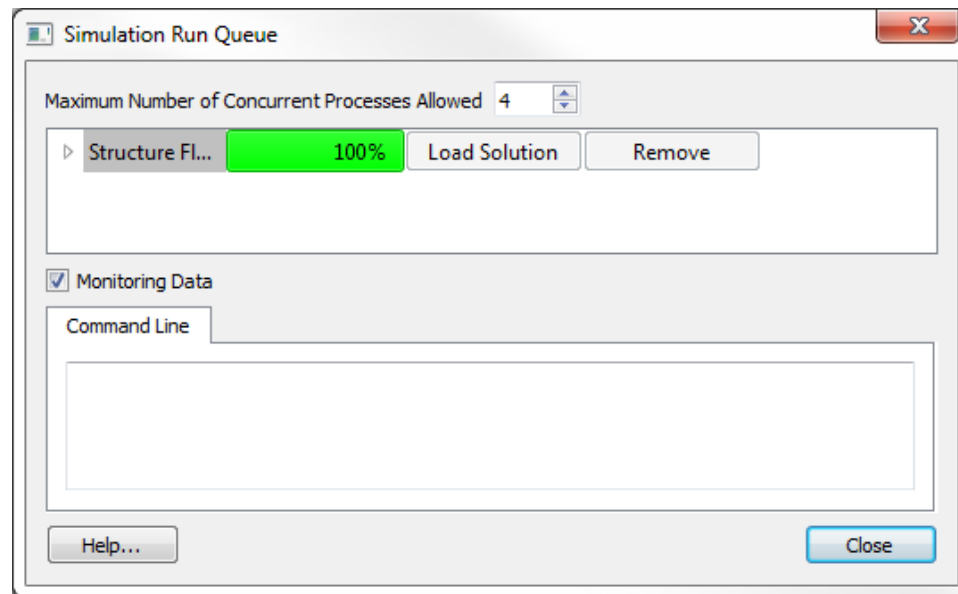 Simulation Run Queue
Maximum Number of Concurrent Processes Allowed 4
Structure Fl... 100% Load Solution Remove
Monitoring Data
Command Line
Help... Close